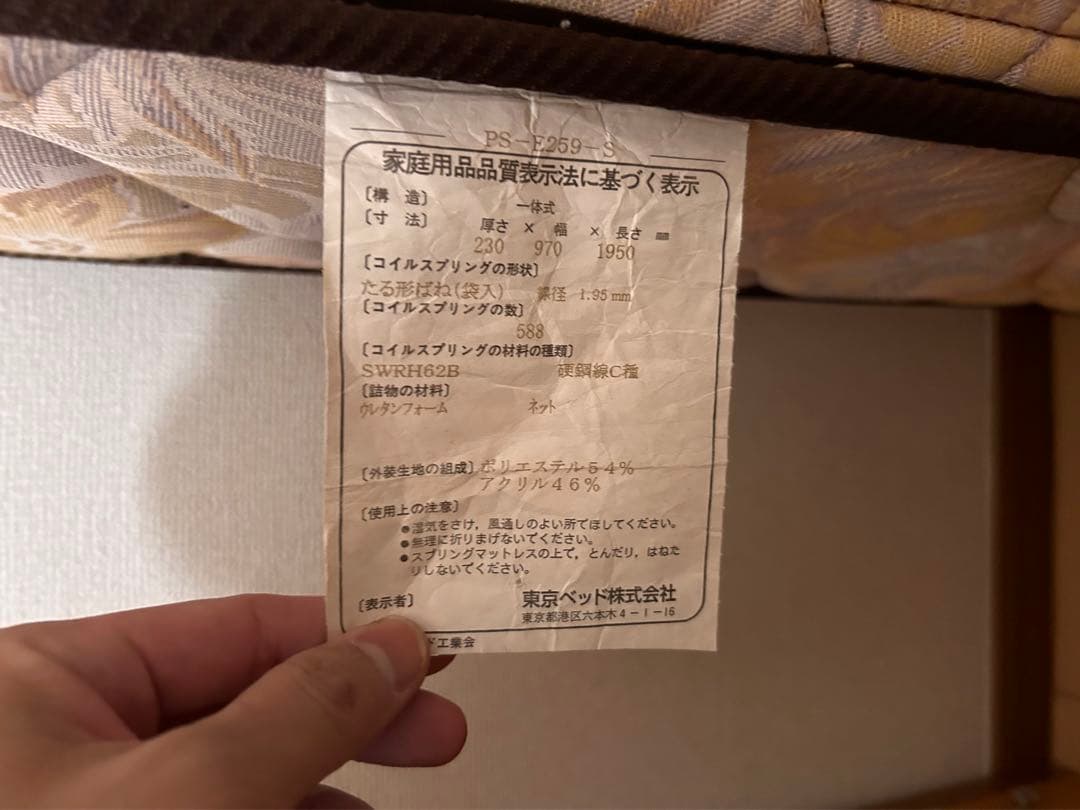 PS-E259-S
家庭用品品質表示法に基づく表示
〔構 造〕 一体式
〔寸 法〕 厚さ × 幅 × 長さ ㎜
230 970 1950
〔コイルスプリングの形状〕
たる形ばね(袋入) 線径 1.95㎜
〔コイルスプリングの数〕
588
〔コイルスプリングの材料の種類〕
SWRH62B 硬鋼線C種
〔詰物の材料〕
ウレタンフォーム ネット
〔外装生地の組成〕ポリエステル54%
アクリル46%
〔使用上の注意〕
●湿気をさけ，風通しのよい所でほしてください。
●無理に折りまげないでください。
●スプリングマットレスの上で，とんだり，はねた
りしないでください。
〔表示者〕 東京ベッド株式会社
東京都港区六本木4-1-16
ド工業会